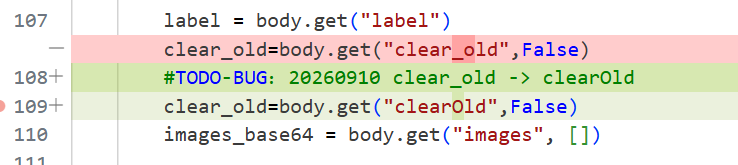 107 label = body.get("label")
— clear_old=body.get("clear_old",False)
108+ #TODO-BUG：20260910 clear_old -> clearOld
109+ clear_old=body.get("clearOld",False)
110 images_base64 = body.get("images", [])
111